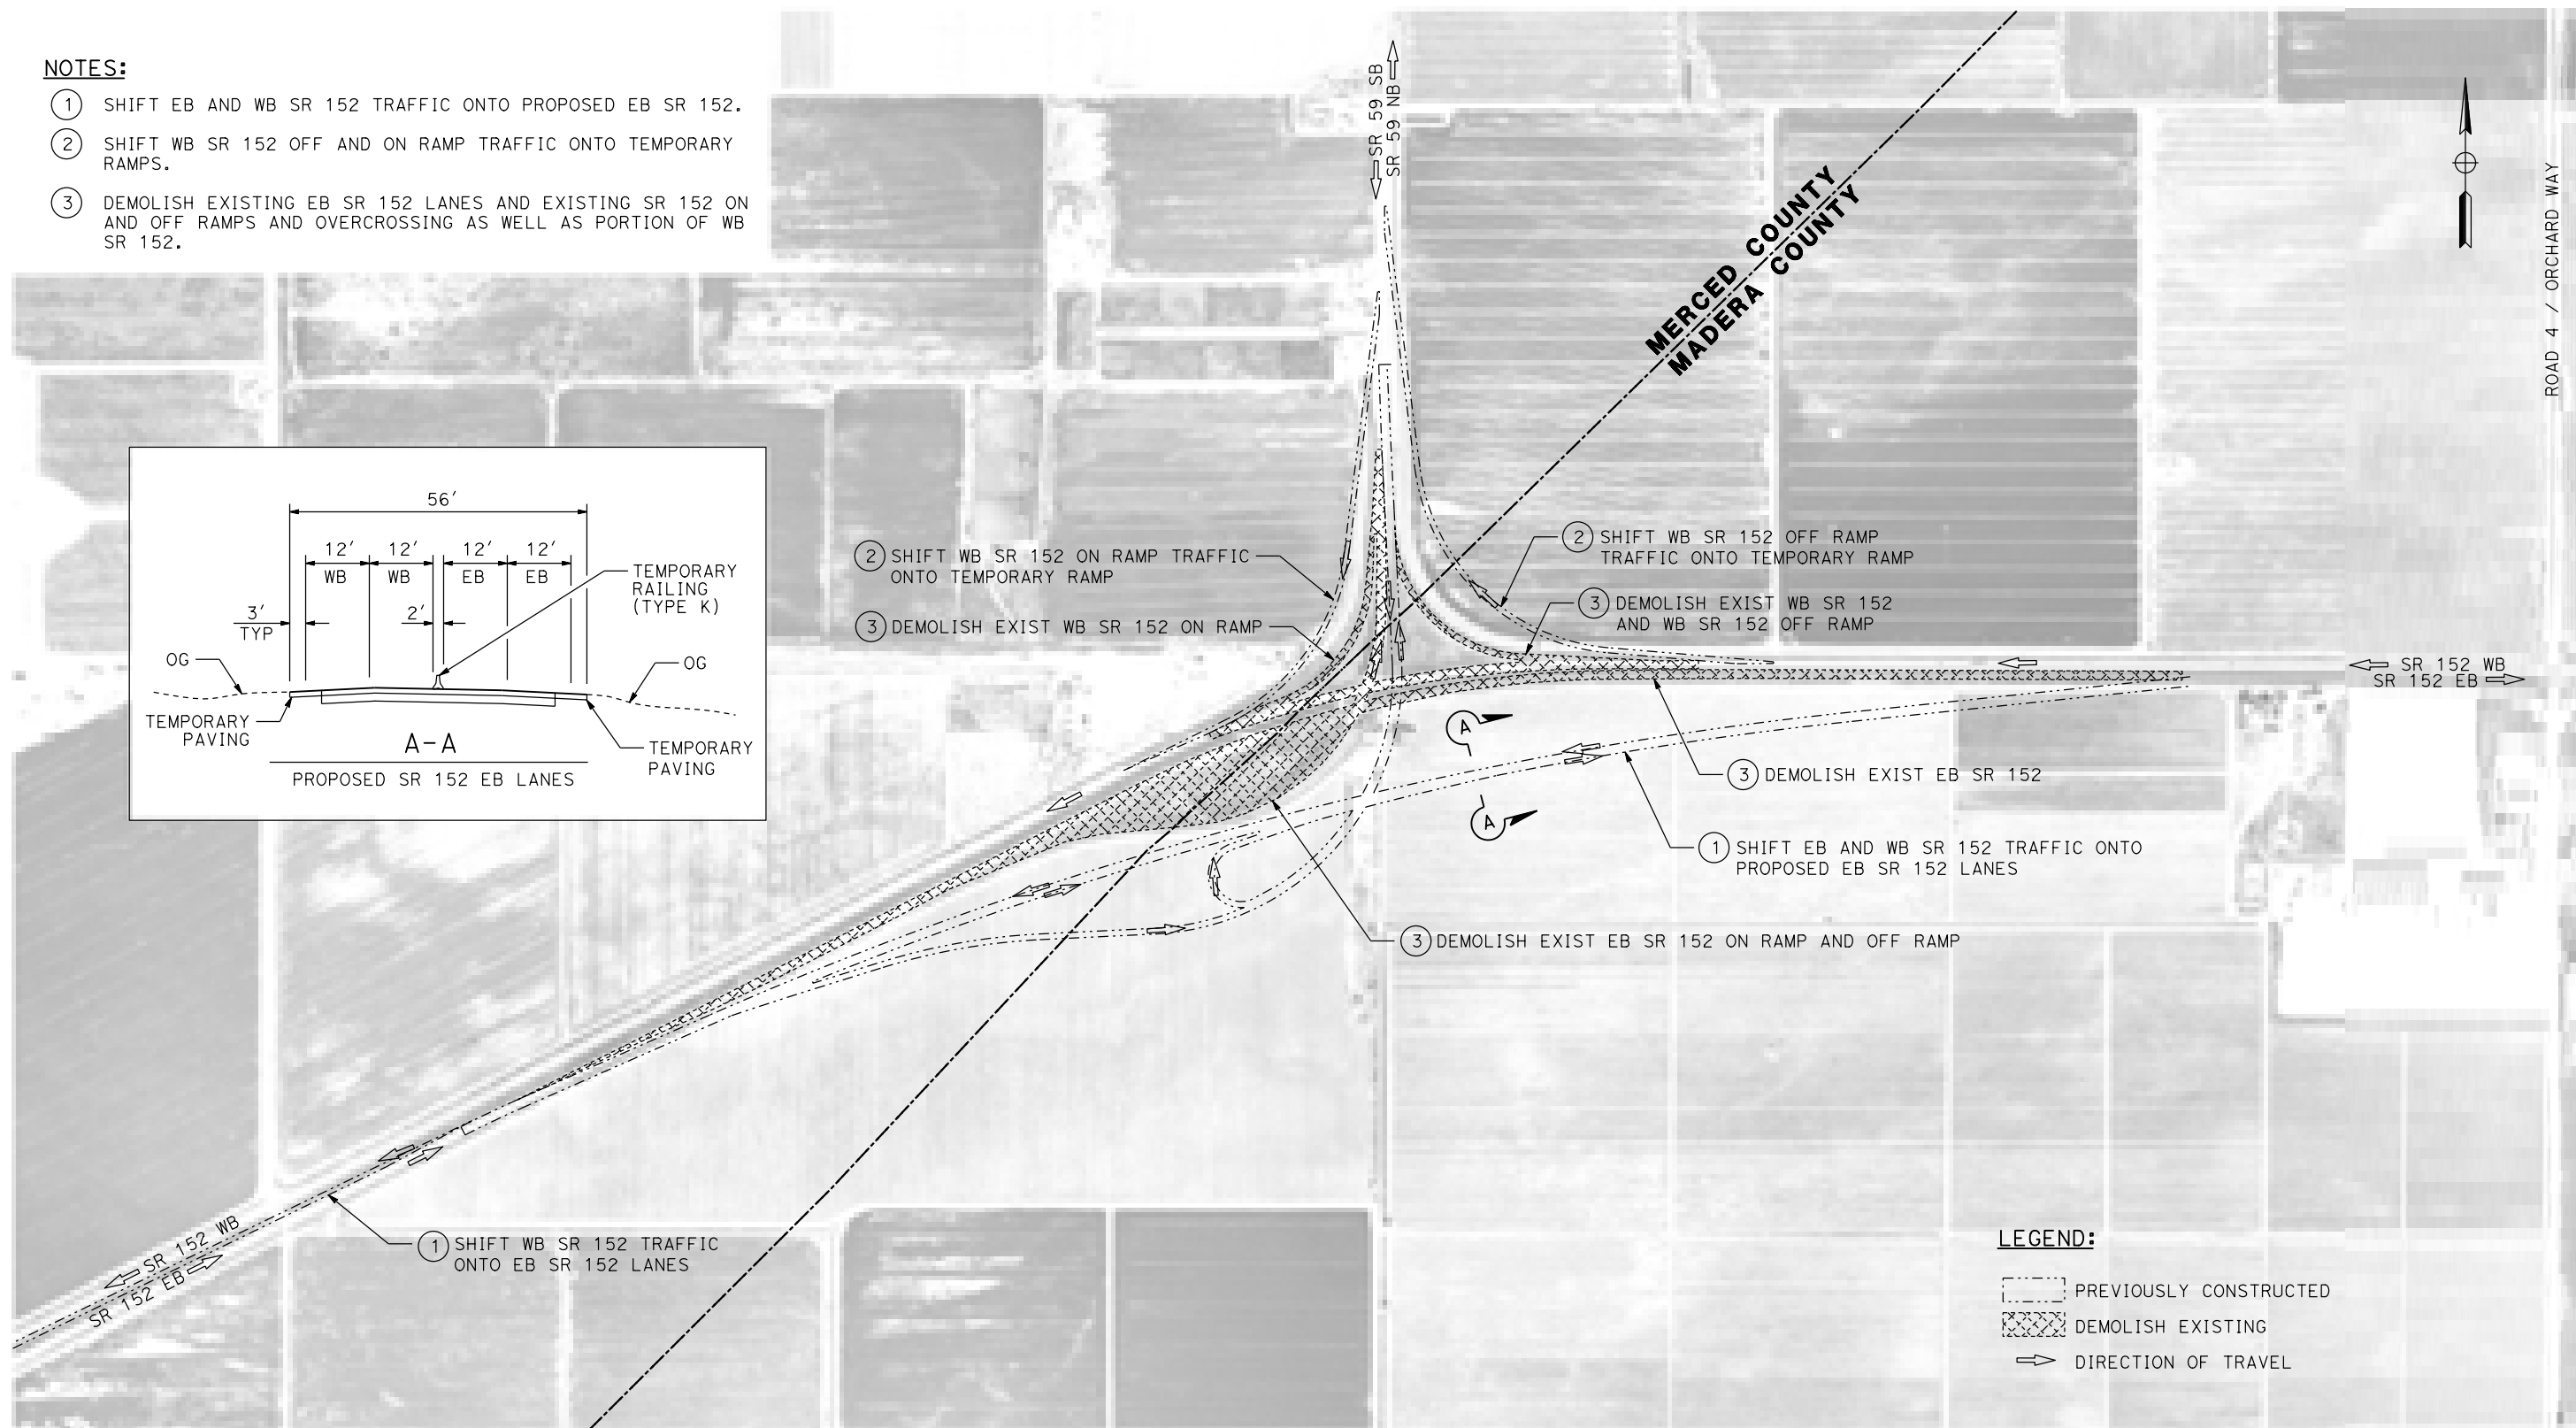 NOTES:
1 SHIFT EB AND WB SR 152 TRAFFIC ONTO PROPOSED EB SR 152.
2 SHIFT WB SR 152 OFF AND ON RAMP TRAFFIC ONTO TEMPORARY
RAMPS.
3 DEMOLISH EXISTING EB SR 152 LANES AND EXISTING SR 152 ON
AND OFF RAMPS AND OVERCROSSING AS WELL AS PORTION OF WB
SR 152.
SR 59 SB
SR 59 NB
MERCED COUNTY
MADERA COUNTY
ROAD 4 / ORCHARD WAY
56'
12' 12' 12' 12'
WB WB EB EB
3'
TYP
2'
TEMPORARY
RAILING
(TYPE K)
OG
OG
TEMPORARY
PAVING
TEMPORARY
PAVING
A-A
PROPOSED SR 152 EB LANES
2 SHIFT WB SR 152 ON RAMP TRAFFIC
ONTO TEMPORARY RAMP
3 DEMOLISH EXIST WB SR 152 ON RAMP
2 SHIFT WB SR 152 OFF RAMP
TRAFFIC ONTO TEMPORARY RAMP
3 DEMOLISH EXIST WB SR 152
AND WB SR 152 OFF RAMP
SR 152 WB
SR 152 EB
A
A
3 DEMOLISH EXIST EB SR 152
1 SHIFT EB AND WB SR 152 TRAFFIC ONTO
PROPOSED EB SR 152 LANES
3 DEMOLISH EXIST EB SR 152 ON RAMP AND OFF RAMP
1 SHIFT WB SR 152 TRAFFIC
ONTO EB SR 152 LANES
SR 152 WB
SR 152 EB
LEGEND:
PREVIOUSLY CONSTRUCTED
DEMOLISH EXISTING
DIRECTION OF TRAVEL